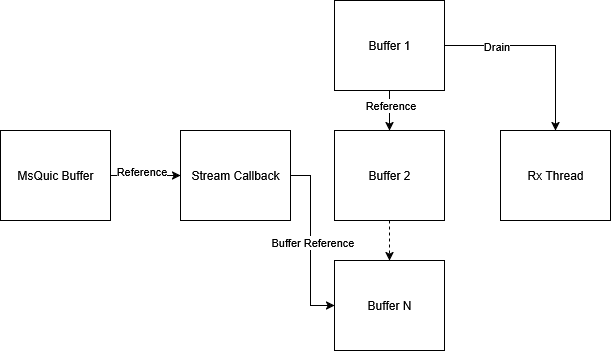 Buffer 1
Drain
Reference
MsQuic Buffer
Reference
Stream Callback
Buffer 2
Rx Thread
Buffer Reference
Buffer N